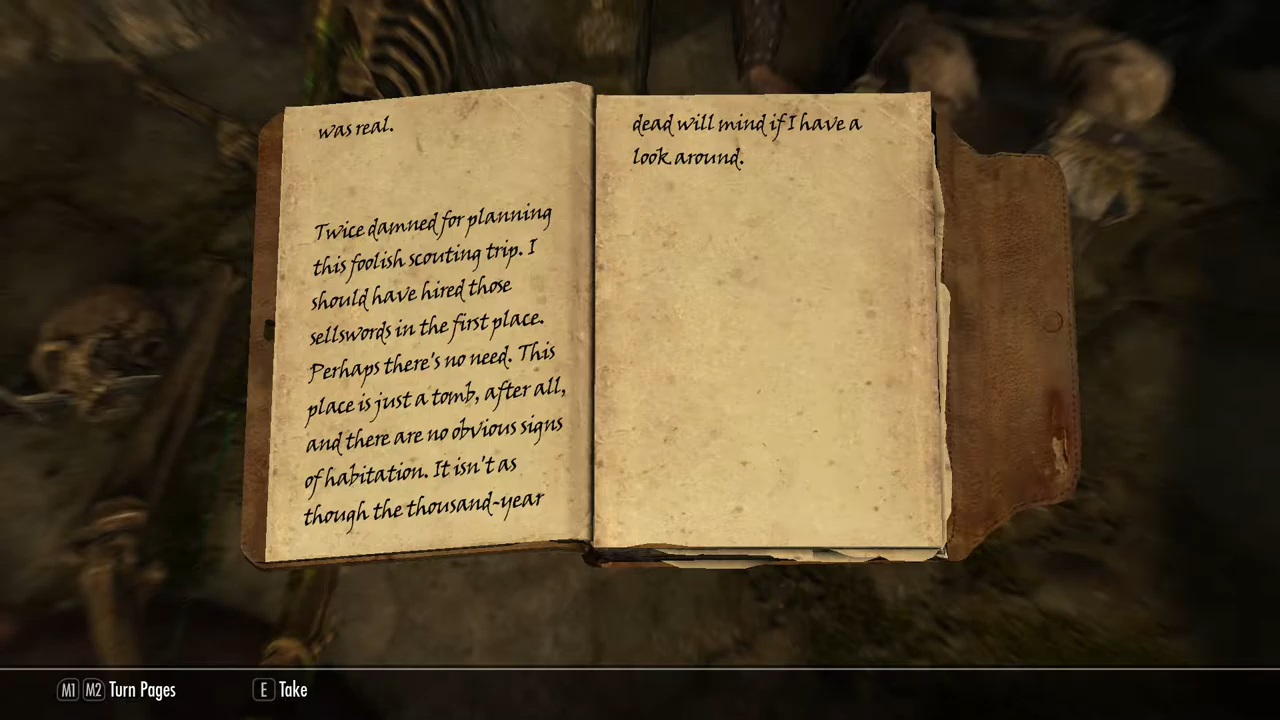 was real.
Twice damned for planning
this foolish scouting trip. I
should have hired those
sellswords in the first place.
Perhaps there's no need. This
place is just a tomb, after all,
and there are no obvious signs
of habitation. It isn't as
though the thousand-year
dead will mind if I have a
look around.
M1 M2 Turn Pages
E Take